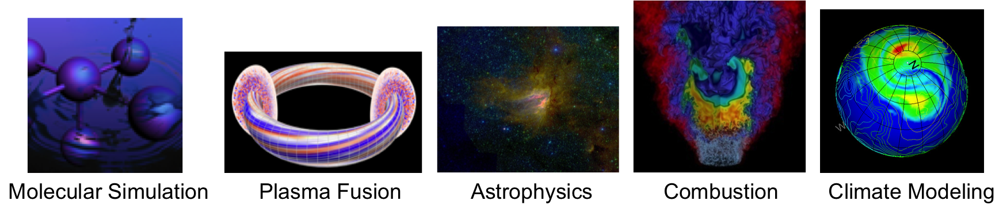 N
W
Molecular Simulation
Plasma Fusion
Astrophysics
Combustion
Climate Modeling